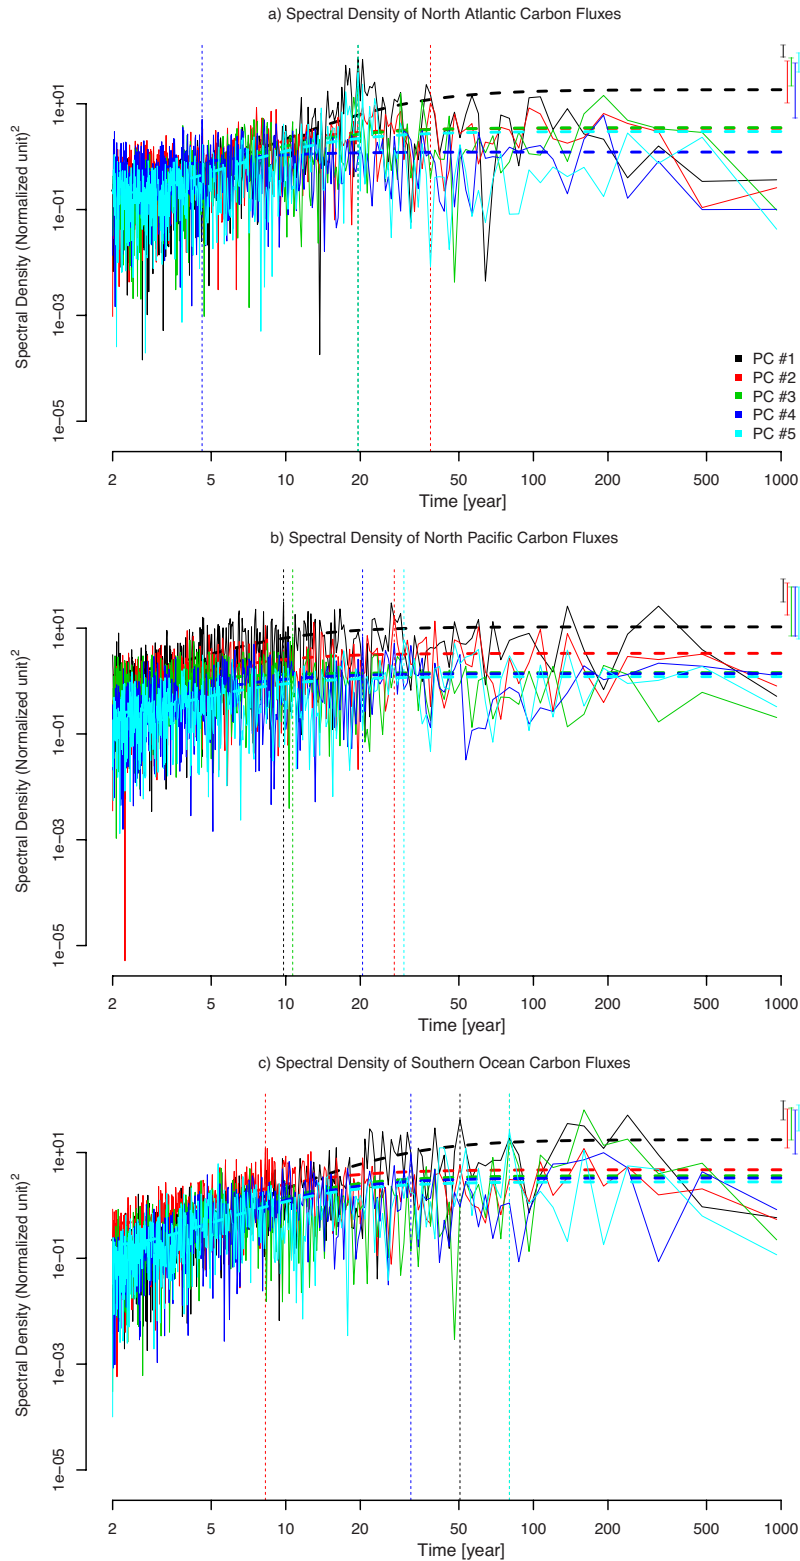 a) Spectral Density of North Atlantic Carbon Fluxes
Spectral Density (Normalized unit)²
1e+01
1e−01
1e−03
1e−05
PC #1
PC #2
PC #3
PC #4
PC #5
2 5 10 20 50 100 200 500 1000
Time [year]
b) Spectral Density of North Pacific Carbon Fluxes
Spectral Density (Normalized unit)²
1e+01
1e−01
1e−03
1e−05
2 5 10 20 50 100 200 500 1000
Time [year]
c) Spectral Density of Southern Ocean Carbon Fluxes
Spectral Density (Normalized unit)²
1e+01
1e−01
1e−03
1e−05
2 5 10 20 50 100 200 500 1000
Time [year]